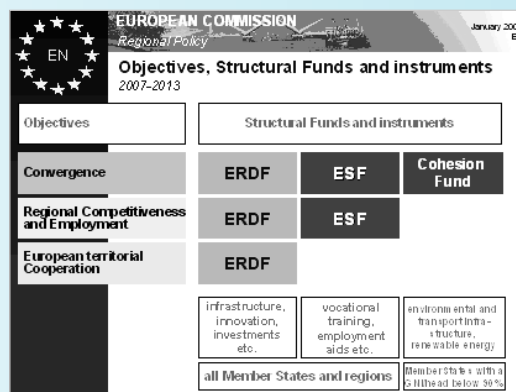 EUROPEAN COMMISSION
Regional Policy
January 200
E
EN
Objectives, Structural Funds and instruments
2007-2013
Objectives
Structural Funds and instruments
Convergence
ERDF
ESF
Cohesion
Fund
Regional Competitiveness
and Employment
ERDF
ESF
European territorial
Cooperation
ERDF
infrastructure,
innovation,
investments
etc.
vocational
training,
employment
aids etc.
environmental and
transport infra-
structure,
renewable energy
all Member States and regions
Member States with a
GNI/head below 90%